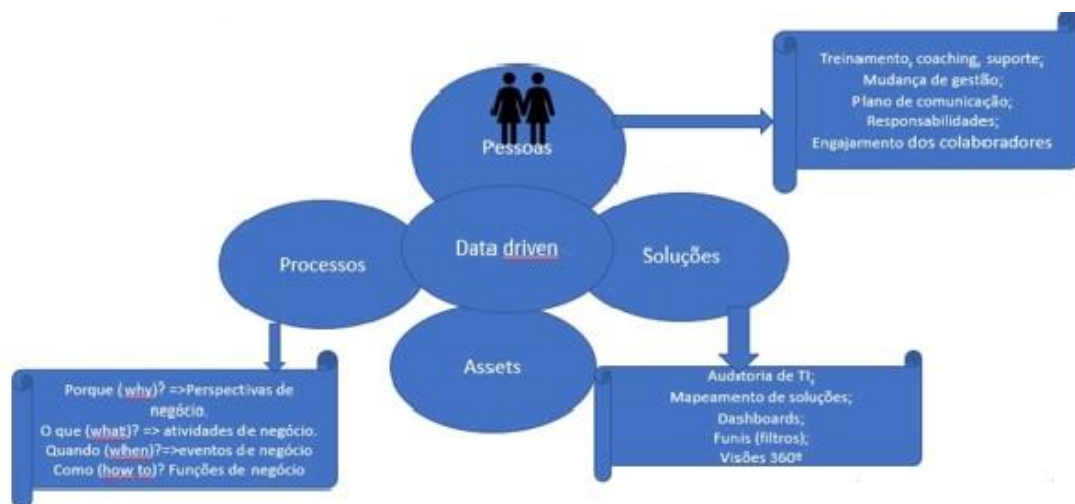 Treinamento, coaching, suporte;
Mudança de gestão;
Plano de comunicação;
Responsabilidades;
Engajamento dos colaboradores
Pessoas
Processos
Data driven
Soluções
Assets
Porque (why)? =>Perspectivas de
negócio.
O que (what)? => atividades de negócio.
Quando (when)?=>eventos de negócio
Como (how to)? Funções de negócio
Auditoria de TI;
Mapeamento de soluções;
Dashboards;
Funis (filtros);
Visões 360º